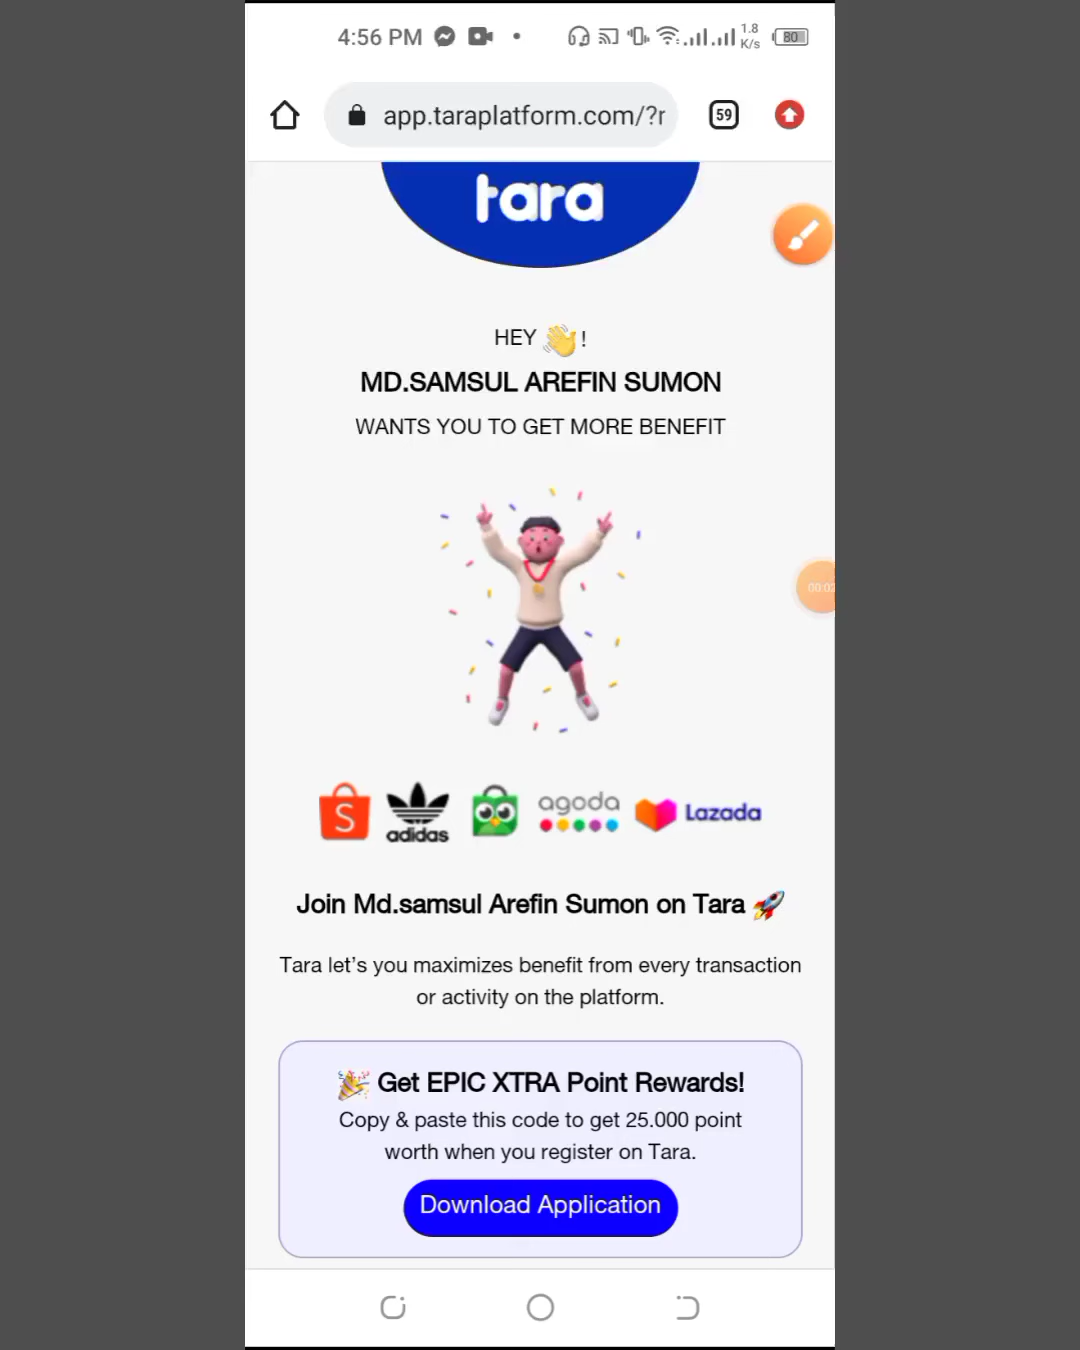 4:56 PM
1.8
K/s
80
app.taraplatform.com/?r
59
tara
HEY 👋 !
MD.SAMSUL AREFIN SUMON
WANTS YOU TO GET MORE BENEFIT
S
adidas
agoda
Lazada
Join Md.samsul Arefin Sumon on Tara 🚀
Tara let's you maximizes benefit from every transaction
or activity on the platform.
🎉 Get EPIC XTRA Point Rewards!
Copy & paste this code to get 25.000 point
worth when you register on Tara.
Download Application